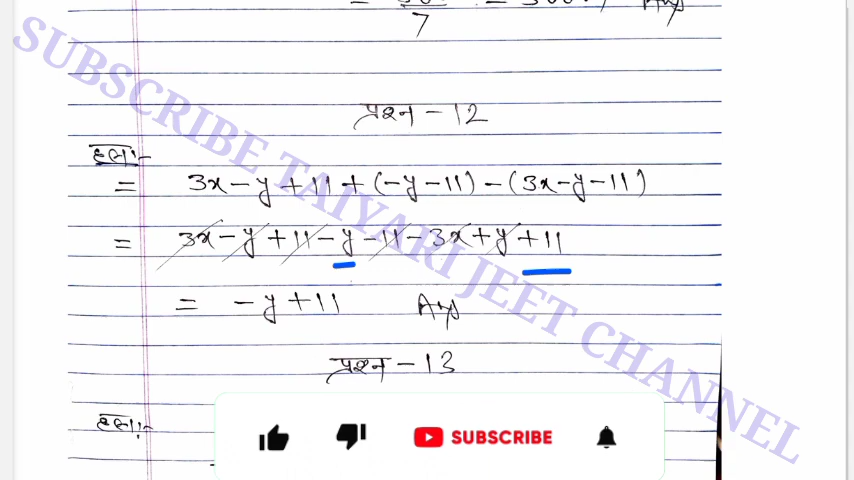 7
प्रश्न - 12
हलः-
= 3x - y + 11 + (-y - 11) - (3x - y - 11)
= 3x - y + 11 - y - 11 - 3x + y + 11
= - y + 11 Ans
प्रश्न - 13
हलः-
SUBSCRIBE
SUBSCRIBE TAIYARI JEET CHANNEL